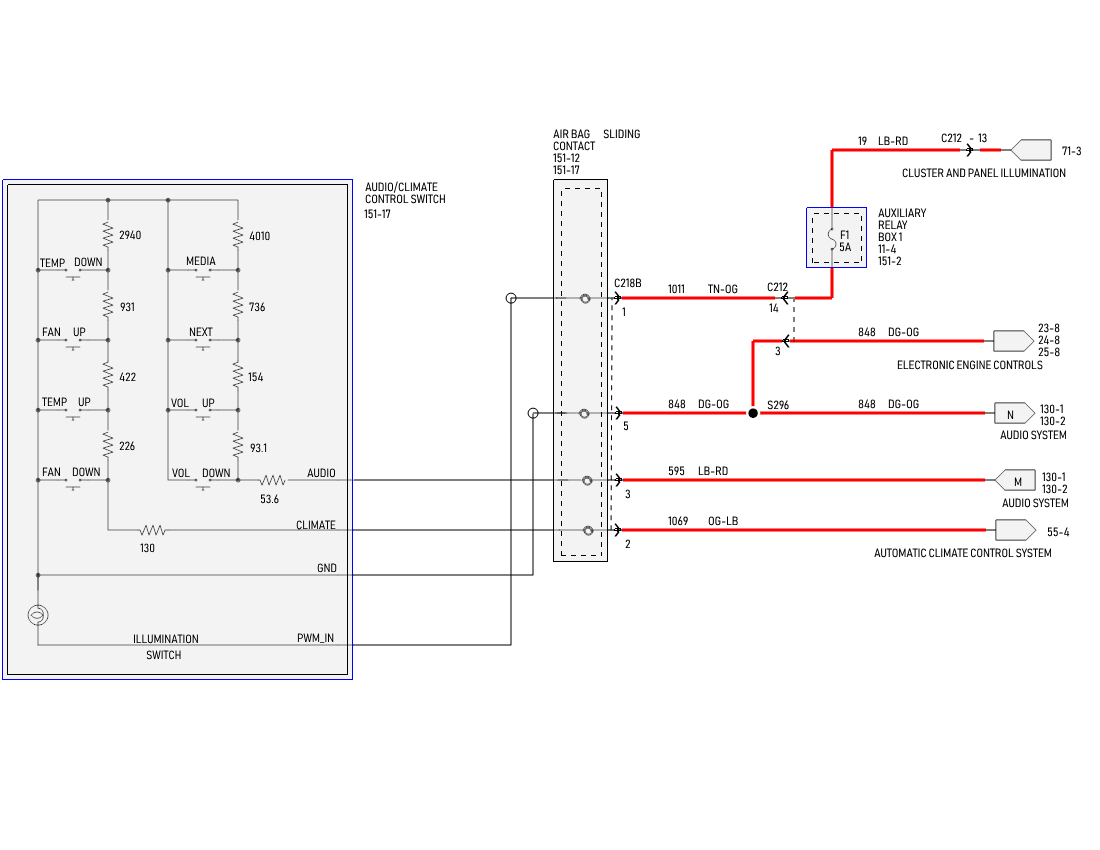 AIR BAG SLIDING
CONTACT
151-12
151-17
19 LB-RD
C212 - 13
71-3
CLUSTER AND PANEL ILLUMINATION
AUDIO/CLIMATE
CONTROL SWITCH
151-17
AUXILIARY
RELAY
BOX 1
11-4
151-2
F1
5A
2940
4010
TEMP DOWN
MEDIA
C218B
1
1011 TN-OG
C212
14
931
736
FAN UP
NEXT
3
848 DG-OG
23-8
24-8
25-8
ELECTRONIC ENGINE CONTROLS
422
154
TEMP UP
VOL UP
5
848 DG-OG
S296
848 DG-OG
N
130-1
130-2
AUDIO SYSTEM
226
93.1
FAN DOWN
VOL DOWN
AUDIO
53.6
3
595 LB-RD
M
130-1
130-2
AUDIO SYSTEM
CLIMATE
130
2
1069 OG-LB
55-4
AUTOMATIC CLIMATE CONTROL SYSTEM
GND
ILLUMINATION
SWITCH
PWM_IN